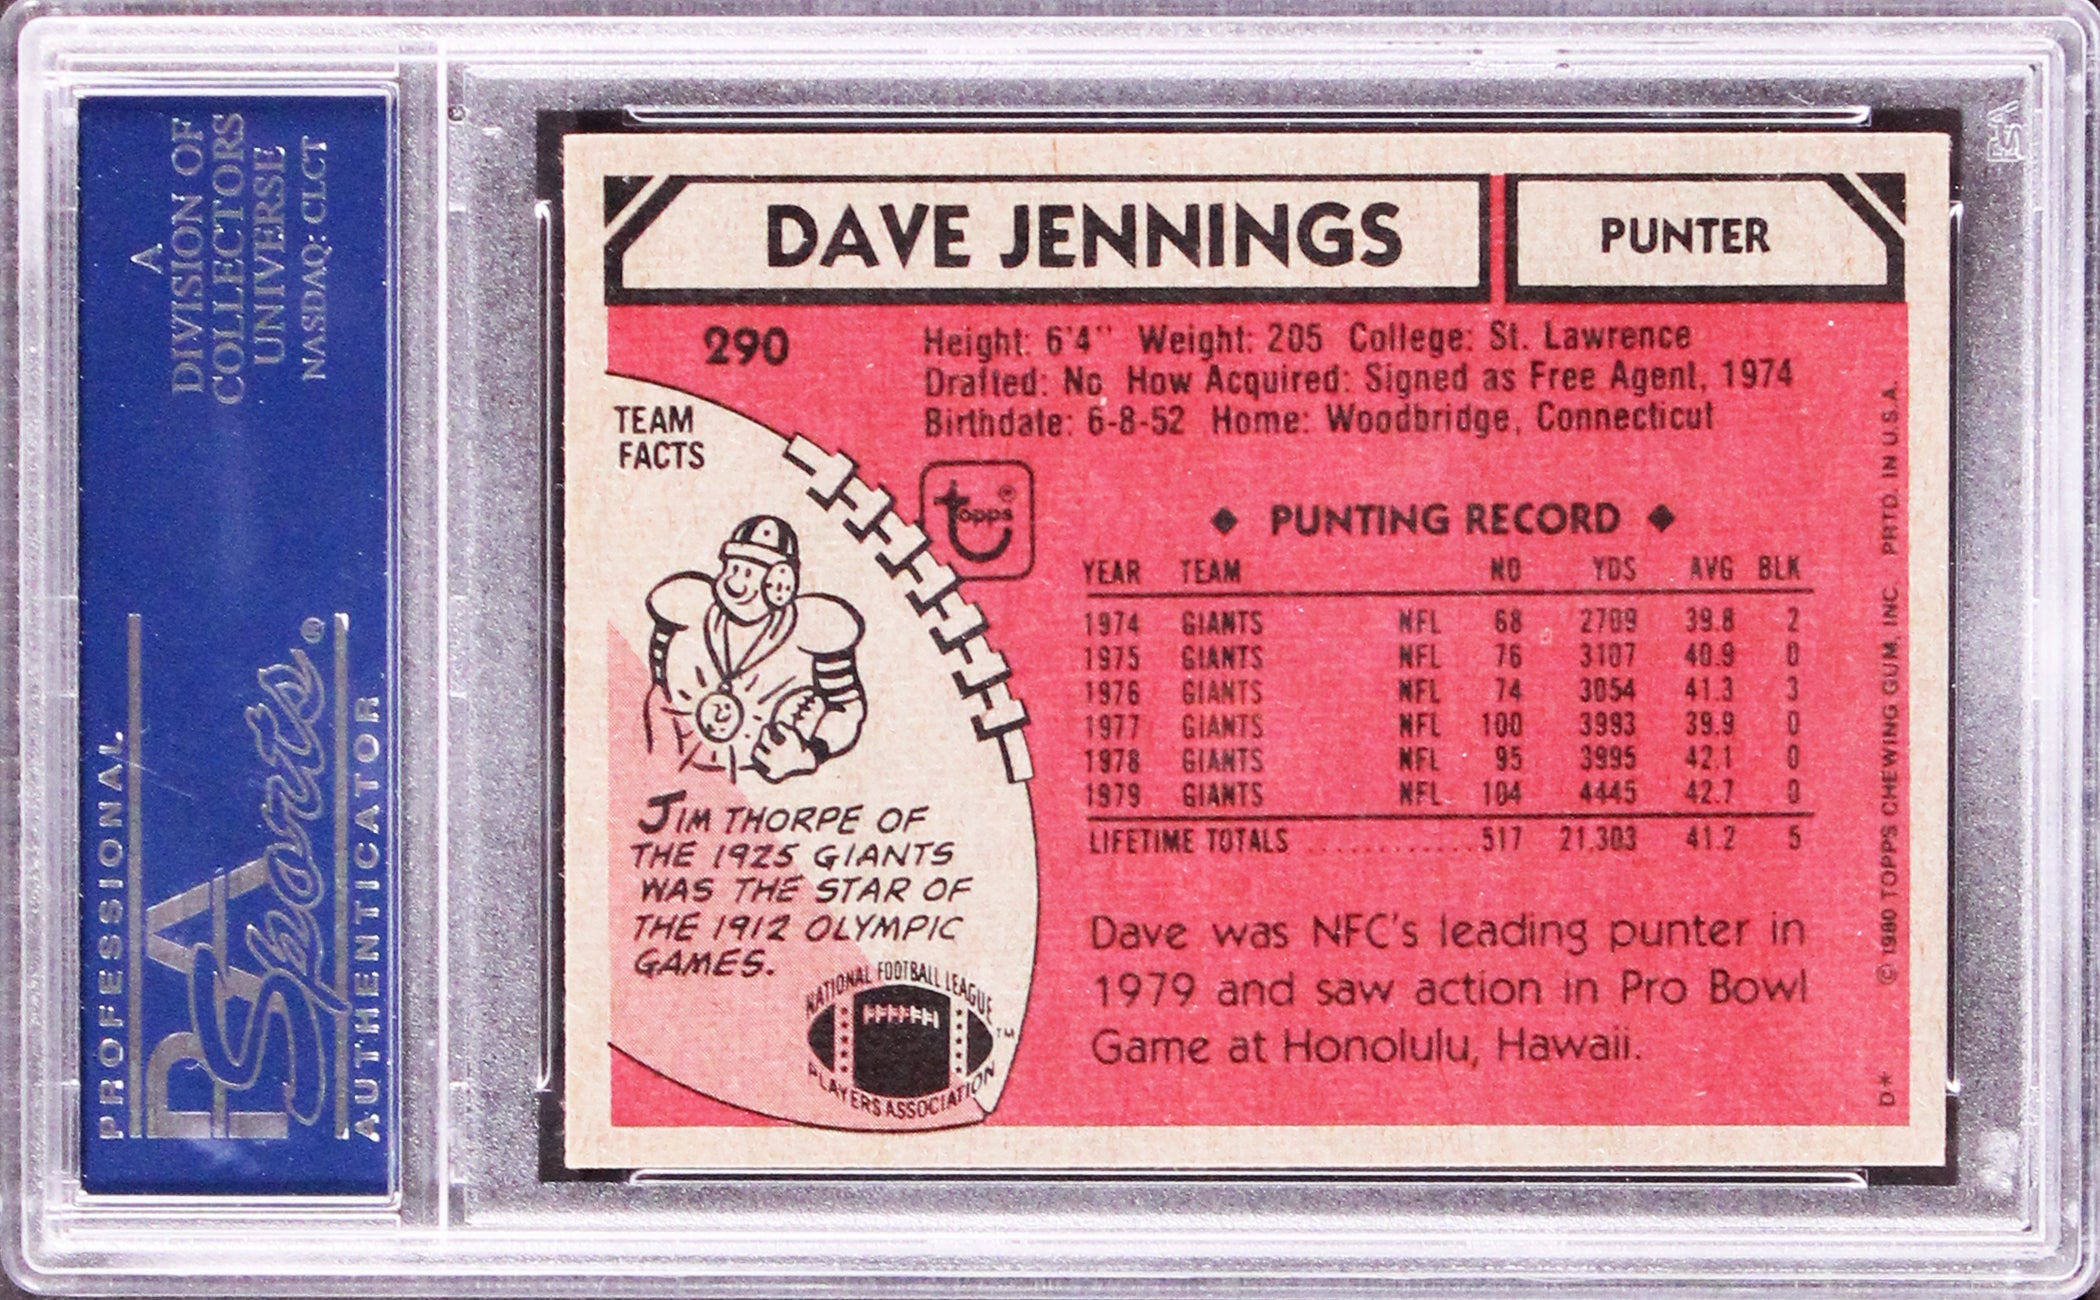 A
DIVISION OF
COLLECTORS
UNIVERSE
NASDAQ: CLCT
PROFESSIONAL
PSA
Sports®
AUTHENTICATOR
DAVE JENNINGS
PUNTER
290
Height: 6'4" Weight: 205 College: St. Lawrence
Drafted: No How Acquired: Signed as Free Agent, 1974
Birthdate: 6-8-52 Home: Woodbridge, Connecticut
TEAM
FACTS
topps®
JIM THORPE OF
THE 1925 GIANTS
WAS THE STAR OF
THE 1912 OLYMPIC
GAMES.
NATIONAL FOOTBALL LEAGUE
PLAYERS ASSOCIATION
TM
◆ PUNTING RECORD ◆
YEAR TEAM NO YDS AVG BLK
1974 GIANTS NFL 68 2709 39.8 2
1975 GIANTS NFL 76 3107 40.9 0
1976 GIANTS NFL 74 3054 41.3 3
1977 GIANTS NFL 100 3993 39.9 0
1978 GIANTS NFL 95 3995 42.1 0
1979 GIANTS NFL 104 4445 42.7 0
LIFETIME TOTALS ............517 21,303 41.2 5
Dave was NFC's leading punter in
1979 and saw action in Pro Bowl
Game at Honolulu, Hawaii.
© 1980 TOPPS CHEWING GUM, INC. PRTD. IN U.S.A.
D*
PSA